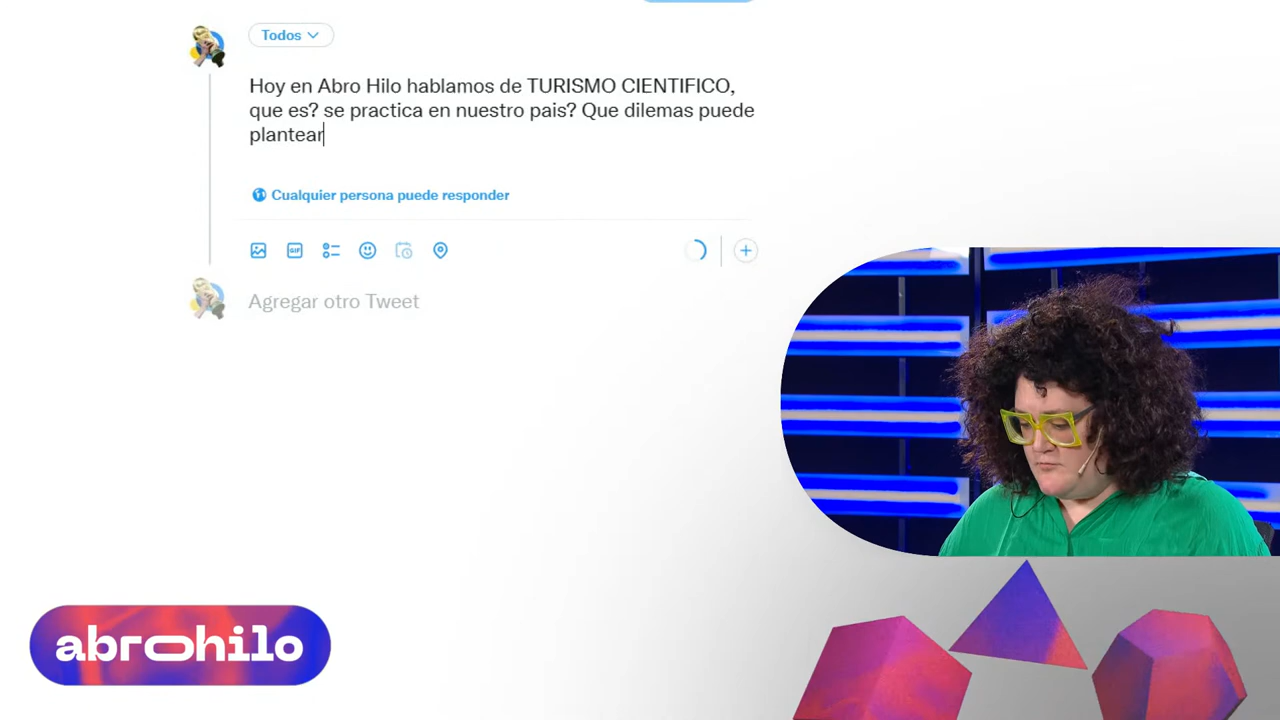 Todos
Hoy en Abro Hilo hablamos de TURISMO CIENTIFICO,
que es? se practica en nuestro pais? Que dilemas puede
plantear
Cualquier persona puede responder
GIF
Agregar otro Tweet
abrohilo